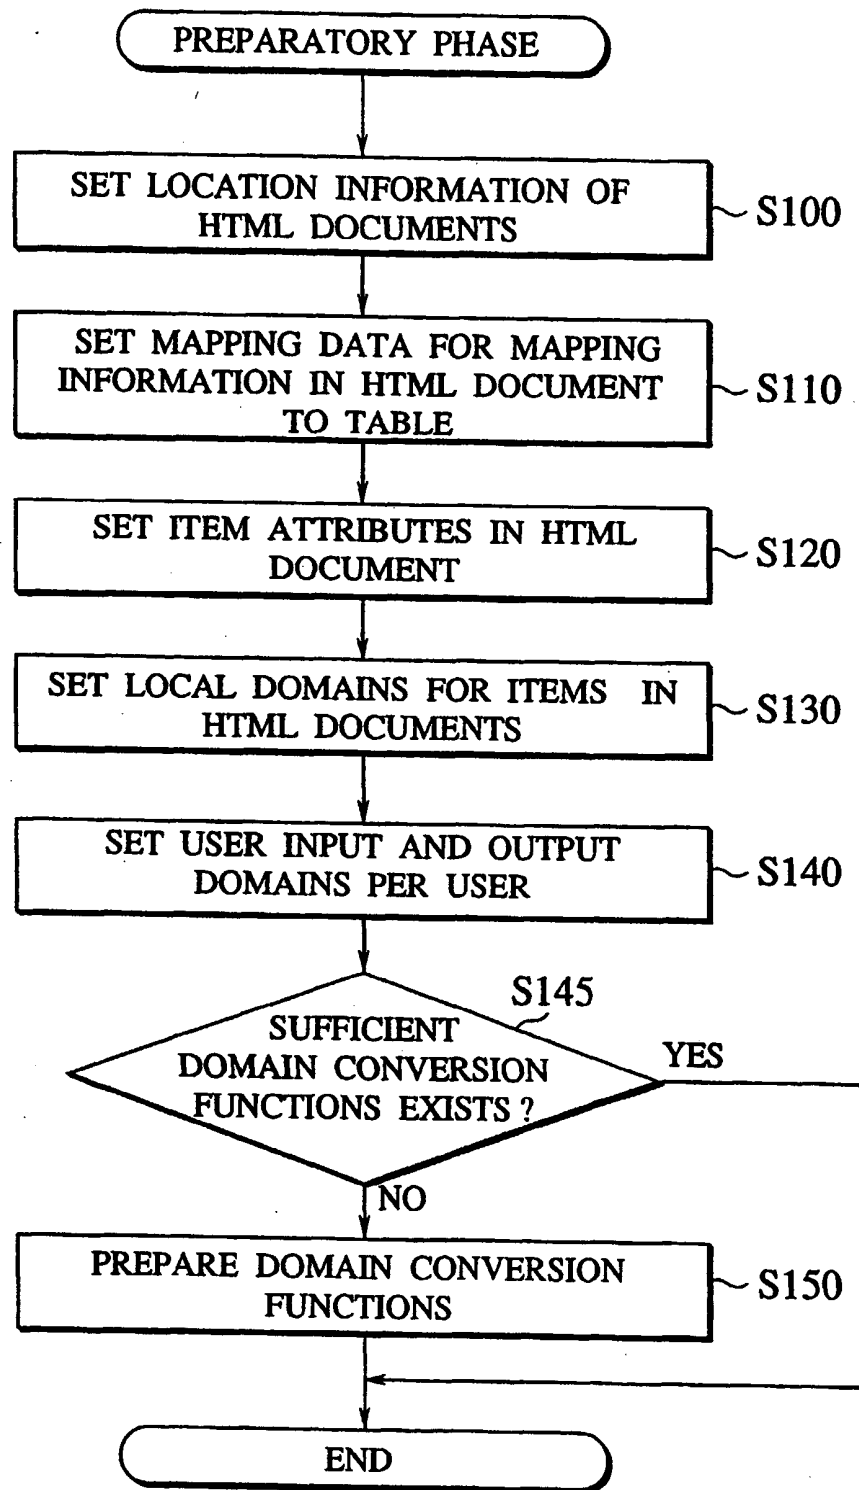 PREPARATORY PHASE
SET LOCATION INFORMATION OF
HTML DOCUMENTS
S100
SET MAPPING DATA FOR MAPPING
INFORMATION IN HTML DOCUMENT
TO TABLE
S110
SET ITEM ATTRIBUTES IN HTML
DOCUMENT
S120
SET LOCAL DOMAINS FOR ITEMS IN
HTML DOCUMENTS
S130
SET USER INPUT AND OUTPUT
DOMAINS PER USER
S140
S145
SUFFICIENT
DOMAIN CONVERSION
FUNCTIONS EXISTS ?
YES
NO
PREPARE DOMAIN CONVERSION
FUNCTIONS
S150
END